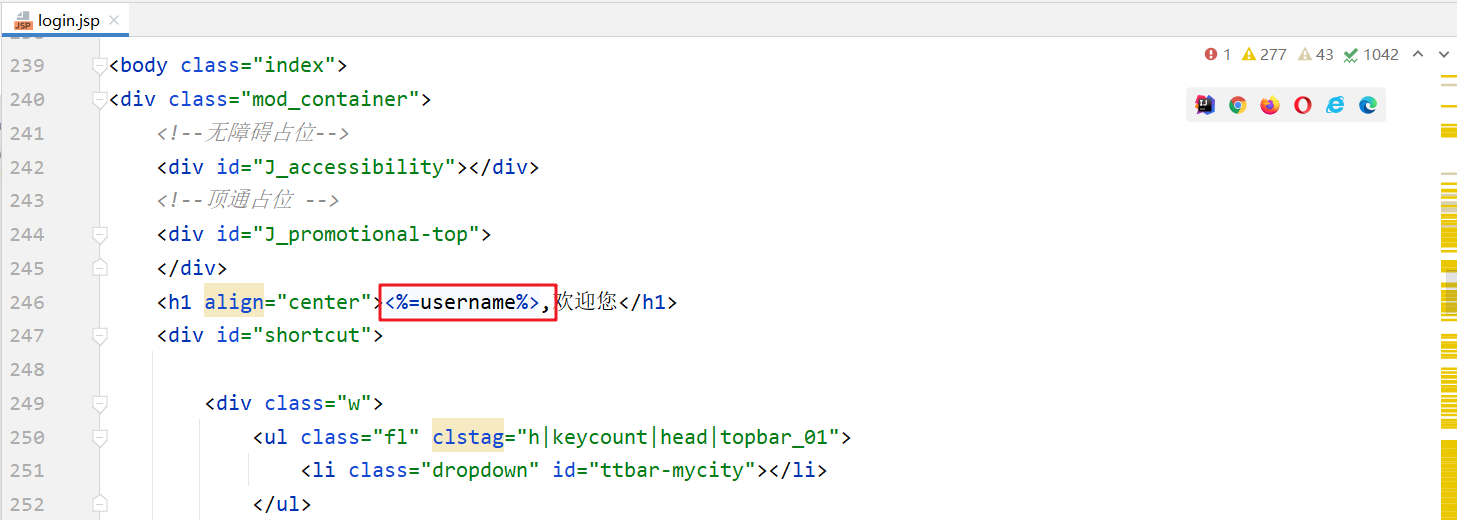 JSP login.jsp
1 277 43 1042
239 <body class="index">
240 <div class="mod_container">
241 <!--无障碍占位-->
242 <div id="J_accessibility"></div>
243 <!--顶通占位 -->
244 <div id="J_promotional-top">
245 </div>
246 <h1 align="center"><%=username%>,欢迎您</h1>
247 <div id="shortcut">
248
249 <div class="w">
250 <ul class="fl" clstag="h|keycount|head|topbar_01">
251 <li class="dropdown" id="ttbar-mycity"></li>
252 </ul>